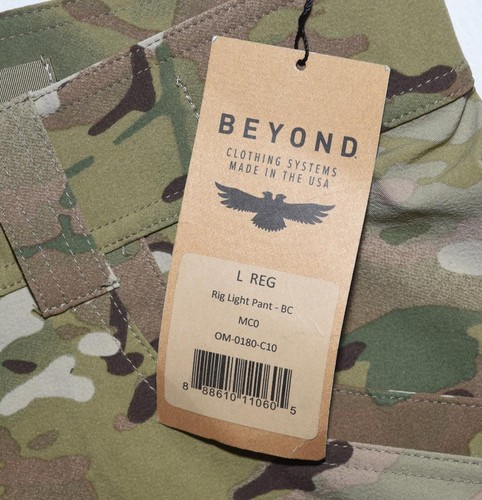 BEYOND
CLOTHING SYSTEMS
MADE IN THE USA
L REG
Rig Light Pant - BC
MC0
OM-0180-C10
8 88610 11060 5